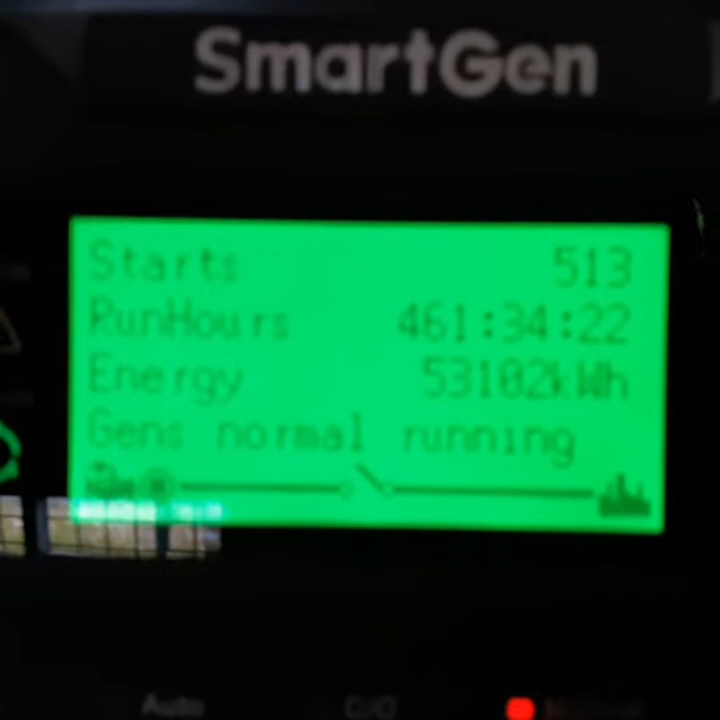 SmartGen
Starts 513
RunHours 461:34:22
Energy 53102kWh
Gens normal running
Auto